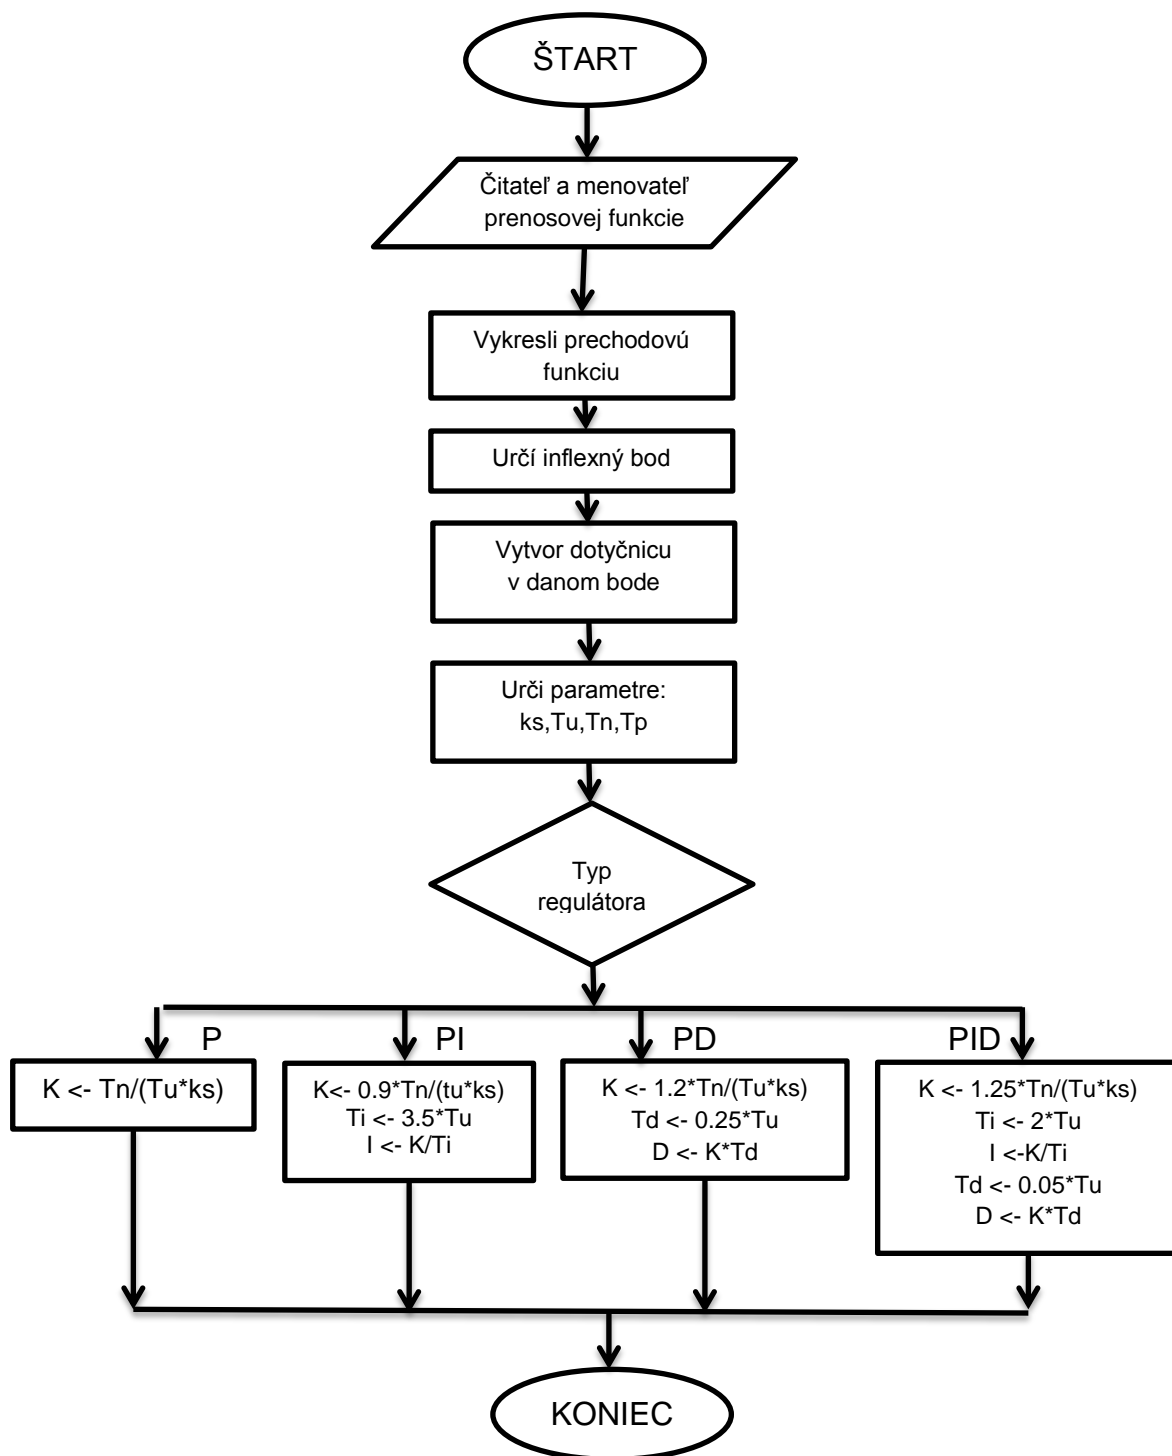 ŠTART
Čitateľ a menovateľ
prenosovej funkcie
Vykresli prechodovú
funkciu
Určí inflexný bod
Vytvor dotyčnicu
v danom bode
Urči parametre:
ks,Tu,Tn,Tp
Typ
regulátora
P
K <- Tn/(Tu*ks)
PI
K<- 0.9*Tn/(tu*ks)
Ti <- 3.5*Tu
I <- K/Ti
PD
K <- 1.2*Tn/(Tu*ks)
Td <- 0.25*Tu
D <- K*Td
PID
K <- 1.25*Tn/(Tu*ks)
Ti <- 2*Tu
I <-K/Ti
Td <- 0.05*Tu
D <- K*Td
KONIEC